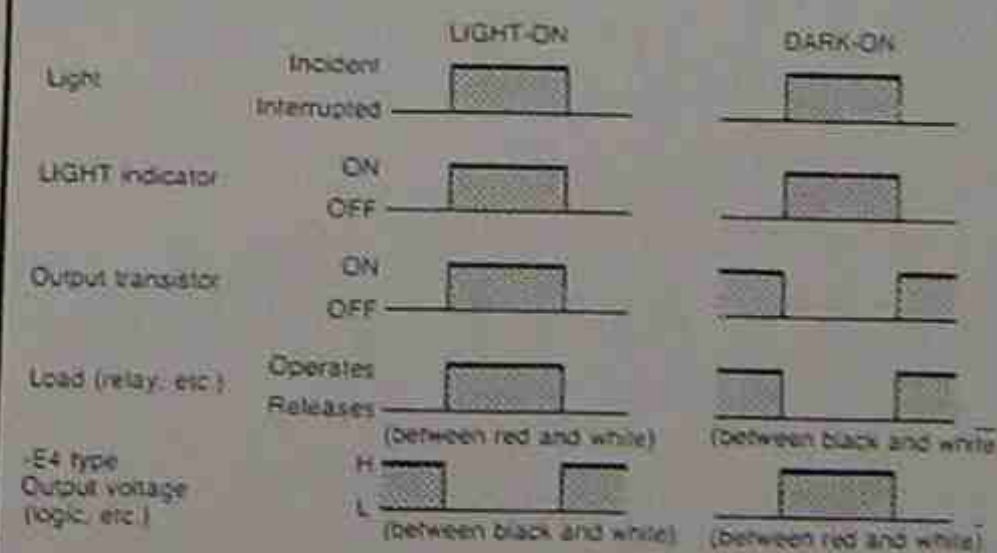 LIGHT-ON DARK-ON
Light Incident
Interrupted
LIGHT indicator ON
OFF
Output transistor ON
OFF
Load (relay, etc.) Operates
Releases
(between red and white) (between black and white
-E4 type
Output voltage
(logic, etc.)
H
L
(between black and white) (between red and white)